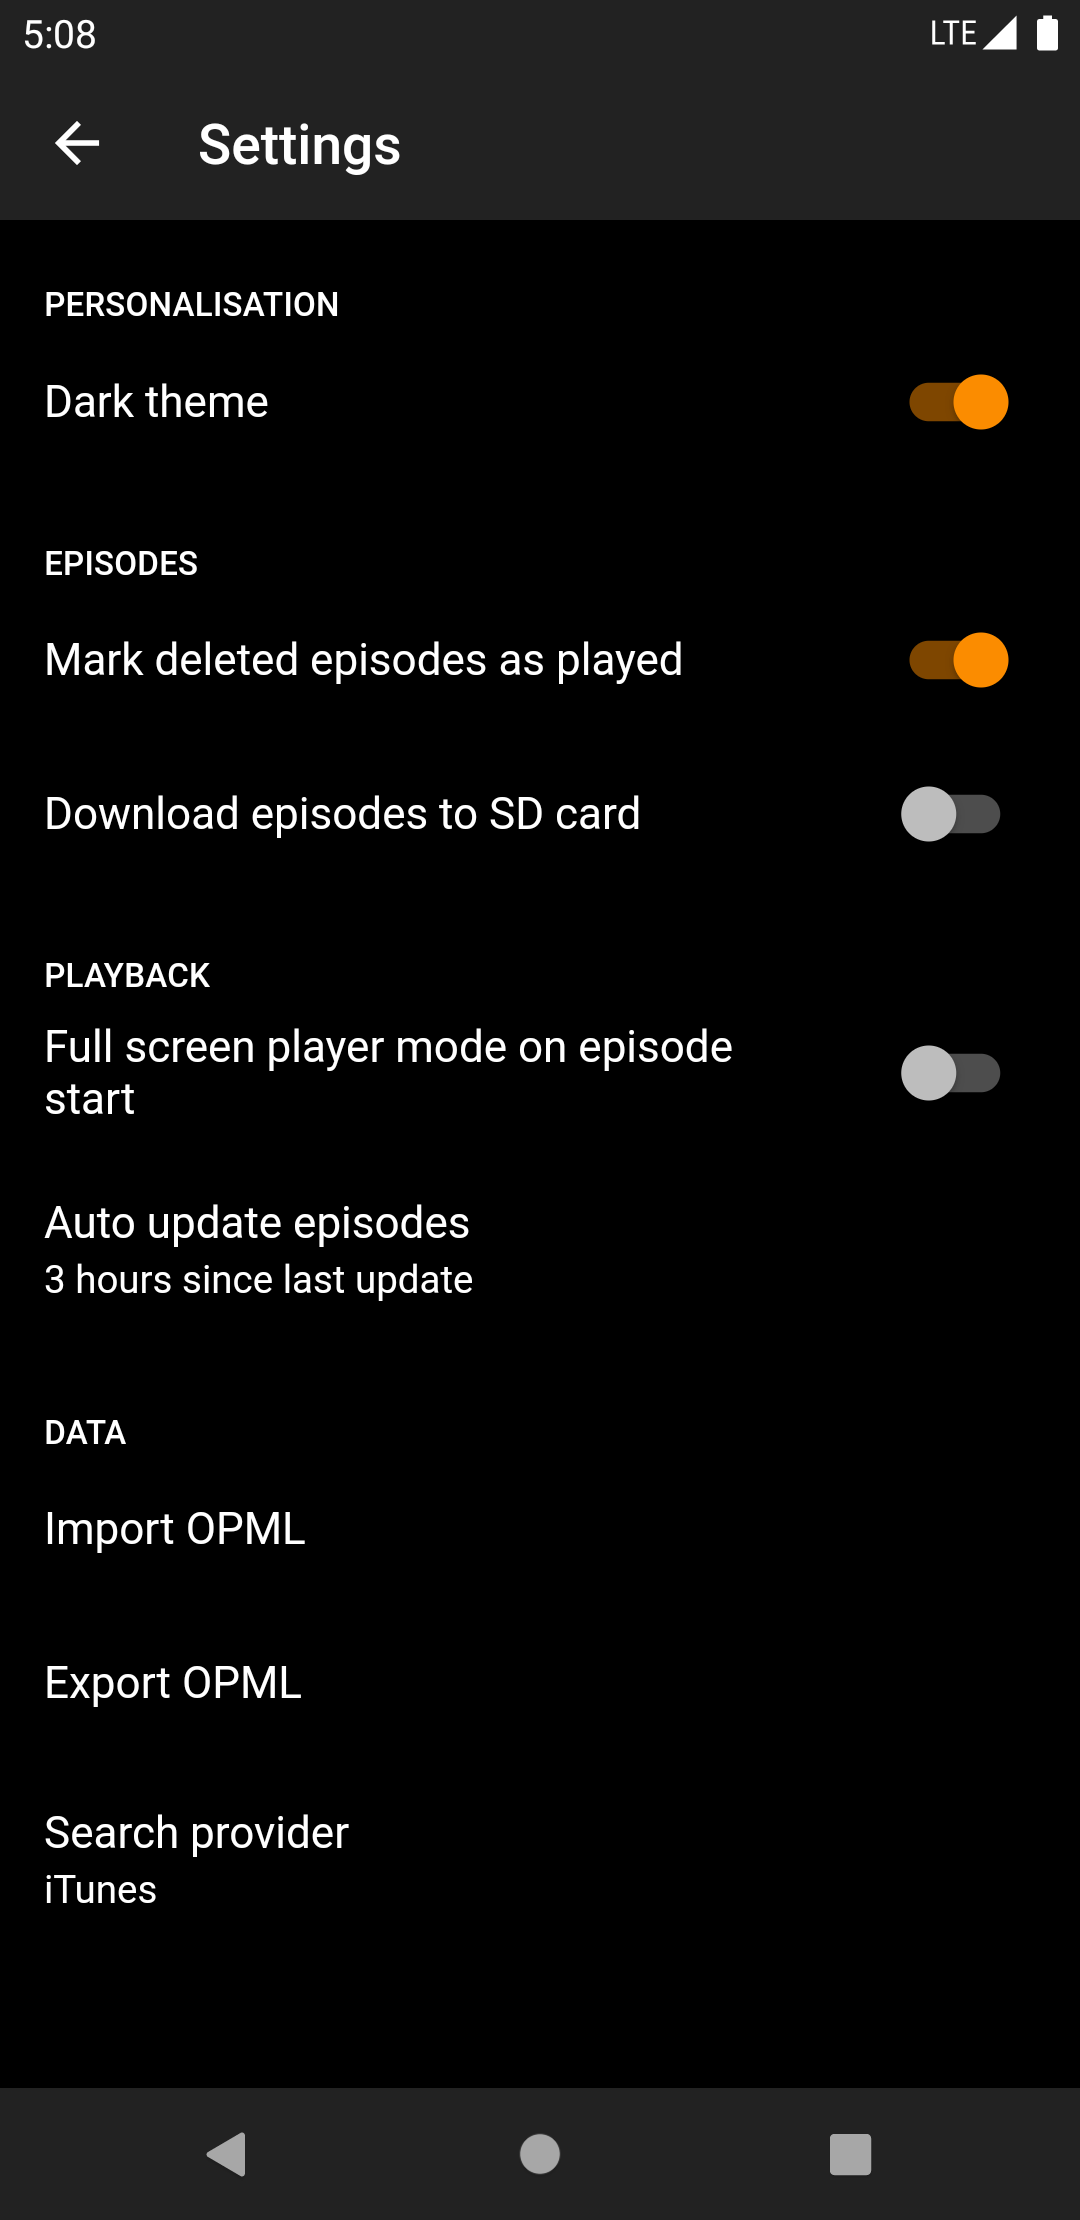 5:08
LTE
Settings
PERSONALISATION
Dark theme
EPISODES
Mark deleted episodes as played
Download episodes to SD card
PLAYBACK
Full screen player mode on episode
start
Auto update episodes
3 hours since last update
DATA
Import OPML
Export OPML
Search provider
iTunes